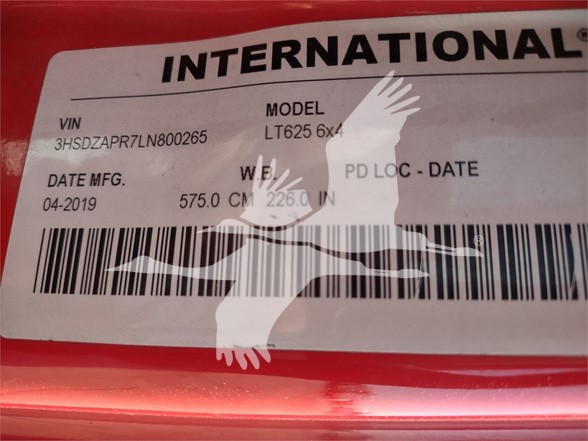 INTERNATIONAL®
VIN MODEL
3HSDZAPR7LN800265 LT625 6x4
DATE MFG. W.B. PD LOC - DATE
04-2019 575.0 CM 226.0 IN
®